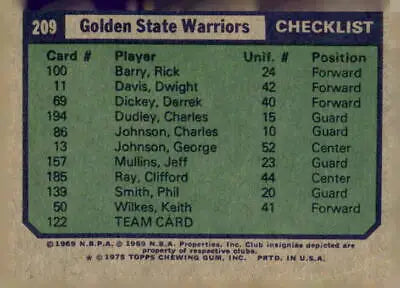 209 Golden State Warriors CHECKLIST
Card # Player Unif. # Position
100 Barry, Rick 24 Forward
11 Davis, Dwight 42 Forward
69 Dickey, Derrek 40 Forward
194 Dudley, Charles 15 Guard
86 Johnson, Charles 10 Guard
13 Johnson, George 52 Center
157 Mullins, Jeff 23 Guard
185 Ray, Clifford 44 Center
139 Smith, Phil 20 Guard
50 Wilkes, Keith 41 Forward
122 TEAM CARD
©1969 N.B.P.A. © 1969 N.B.A. Properties, Inc. Club insignias depicted are
property of respective clubs.
★ © 1975 TOPPS CHEWING GUM, INC. PRTD. IN U.S.A.